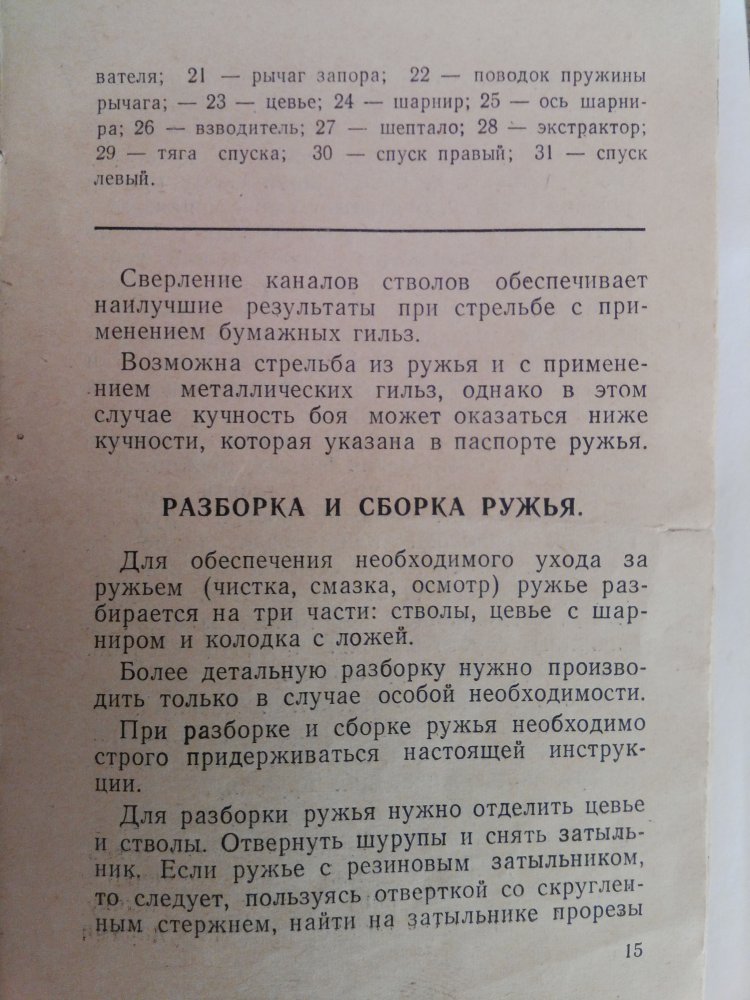 вателя; 21 — рычаг запора; 22 — поводок пружины
рычага; — 23 — цевье; 24 — шарнир; 25 — ось шарни-
ра; 26 — взводитель; 27 — шептало; 28 — экстрактор;
29 — тяга спуска; 30 — спуск правый; 31 — спуск
левый.
Сверление каналов стволов обеспечивает
наилучшие результаты при стрельбе с при-
менением бумажных гильз.
Возможна стрельба из ружья и с примене-
нием металлических гильз, однако в этом
случае кучность боя может оказаться ниже
кучности, которая указана в паспорте ружья.
РАЗБОРКА И СБОРКА РУЖЬЯ.
Для обеспечения необходимого ухода за
ружьем (чистка, смазка, осмотр) ружье раз-
бирается на три части: стволы, цевье с шар-
ниром и колодка с ложей.
Более детальную разборку нужно произво-
дить только в случае особой необходимости.
При разборке и сборке ружья необходимо
строго придерживаться настоящей инструк-
ции.
Для разборки ружья нужно отделить цевье
и стволы. Отвернуть шурупы и снять затыль-
ник. Если ружье с резиновым затыльником,
то следует, пользуясь отверткой со скруглен-
ным стержнем, найти на затыльнике прорезы
15